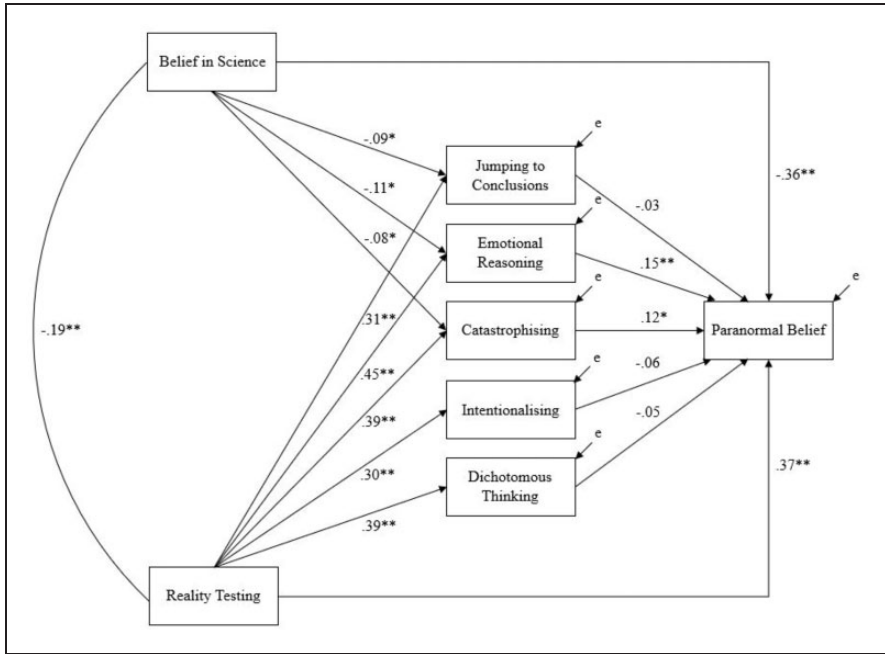 Belief in Science
e
-.09*
Jumping to
Conclusions
-.36**
-.11*
e
-.03
-.08*
Emotional
Reasoning
.15**
e
e
.31**
Catastrophising
.12*
Paranormal Belief
-.19**
.45**
e
-.06
.39**
Intentionalising
-.05
e
.30**
Dichotomous
Thinking
.37**
.39**
Reality Testing